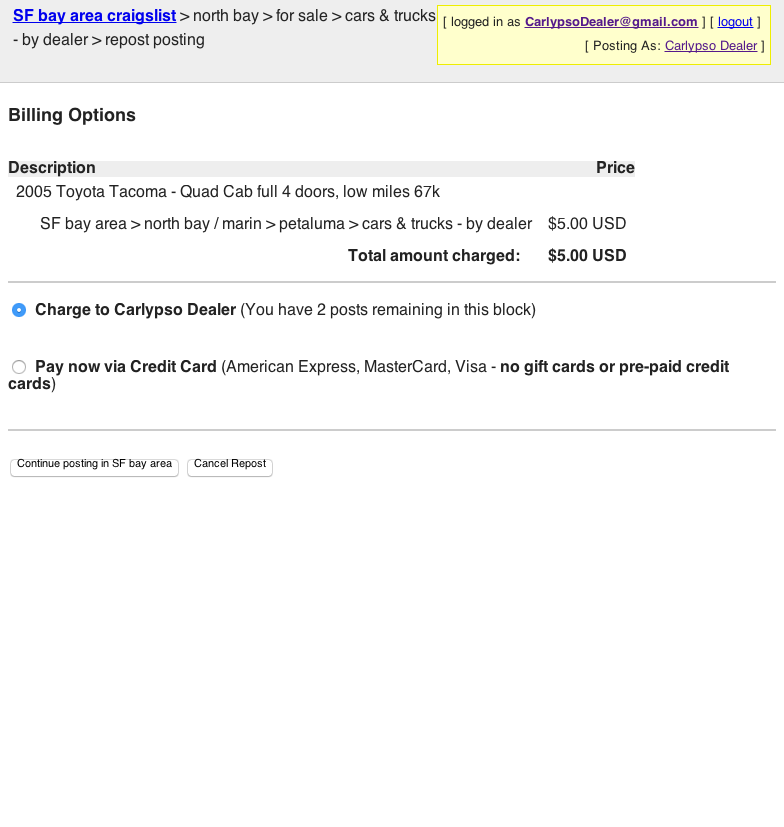 SF bay area craigslist > north bay > for sale > cars & trucks
- by dealer > repost posting
[ logged in as CarlypsoDealer@gmail.com ] [ logout ]
[ Posting As: Carlypso Dealer ]
Billing Options
Description Price
2005 Toyota Tacoma - Quad Cab full 4 doors, low miles 67k
SF bay area > north bay / marin > petaluma > cars & trucks - by dealer $5.00 USD
Total amount charged: $5.00 USD
Charge to Carlypso Dealer (You have 2 posts remaining in this block)
Pay now via Credit Card (American Express, MasterCard, Visa - no gift cards or pre-paid credit
cards)
Continue posting in SF bay area Cancel Repost